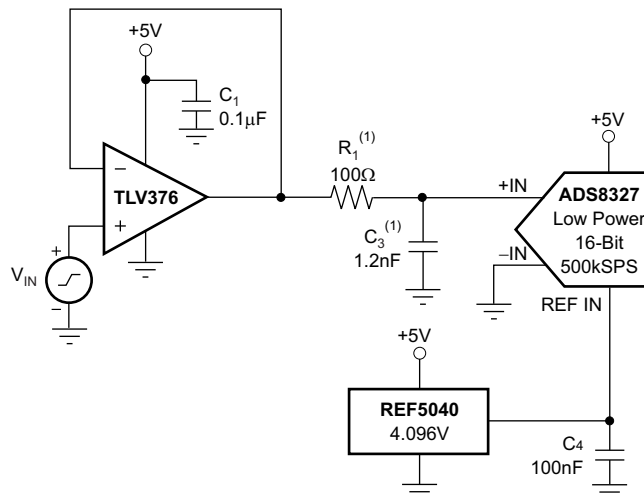 +5V
C1
0.1μF
−
TLV376
+
+
VIN
−
R1(1)
100Ω
C3(1)
1.2nF
+5V
+IN
ADS8327
Low Power
16-Bit
500kSPS
−IN
REF IN
+5V
REF5040
4.096V
C4
100nF